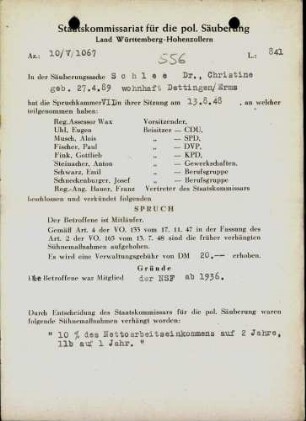 Staatskommissariat für die pol. Säuberung
Land Württemberg-Hohenzollern
Az.: 10/V/1067 556 L.: 841
In der Säuberungssache S c h l e e Dr., Christine
geb. 27.4.89 wohnhaft Dettingen/Erms
hat die Spruchkammer VII in ihrer Sitzung am 13.8.48 , an welcher
teilgenommen haben:
Reg.Assessor Wax Vorsitzender,
Uhl, Eugen Beisitzer — CDU,
Musch, Alois „ — SPD,
Fischer, Paul „ — DVP,
Fink, Gottlieb „ — KPD,
Steinacher, Anton „ — Gewerkschaften,
Schwarz, Emil „ — Berufsgruppe
Schneckenburger, Josef „ — Berufsgruppe
Reg.-Ang. Bauer, Franz Vertreter des Staatskommissars
beschlossen und verkündet folgenden
SPRUCH
Der Betroffene ist Mitläufer.
Gemäß Art. 4 der VO. 133 vom 17. 11. 47 in der Fassung des
Art. 2 der VO. 165 vom 13. 7. 48 sind die früher verhängten
Sühnemaßnahmen aufgehoben.
Es wird eine Verwaltungsgebühr von DM 20.-- erhoben.
Gründe
Betroffene war Mitglied der NSF ab 1936.
Durch Entscheidung des Staatskommissars für die pol. Säuberung waren
folgende Sühnemaßnahmen verhängt worden:
" 10 % des Nettoarbeitseinkommens auf 2 Jahre,
11b auf 1 Jahr. "